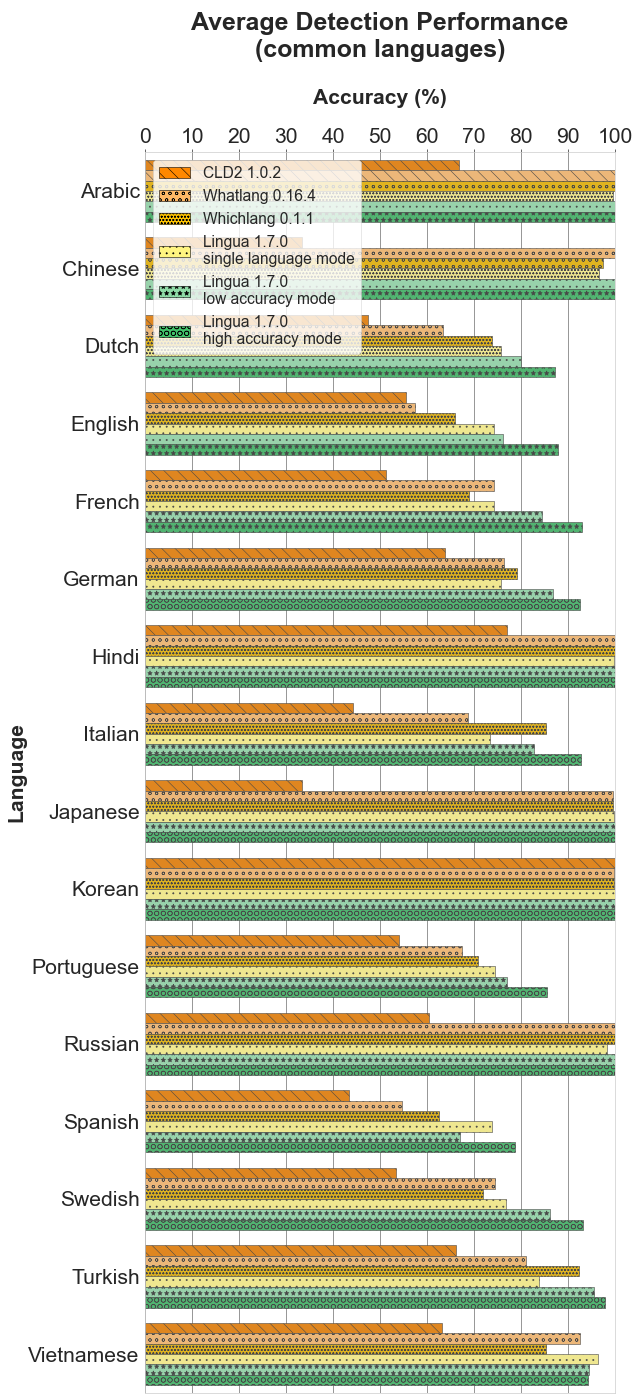 Average Detection Performance
(common languages)
Accuracy (%)
0 10 20 30 40 50 60 70 80 90 100
CLD2 1.0.2
Whatlang 0.16.4
Whichlang 0.1.1
Lingua 1.7.0
single language mode
Lingua 1.7.0
low accuracy mode
Lingua 1.7.0
high accuracy mode
Language
Arabic
Chinese
Dutch
English
French
German
Hindi
Italian
Japanese
Korean
Portuguese
Russian
Spanish
Swedish
Turkish
Vietnamese